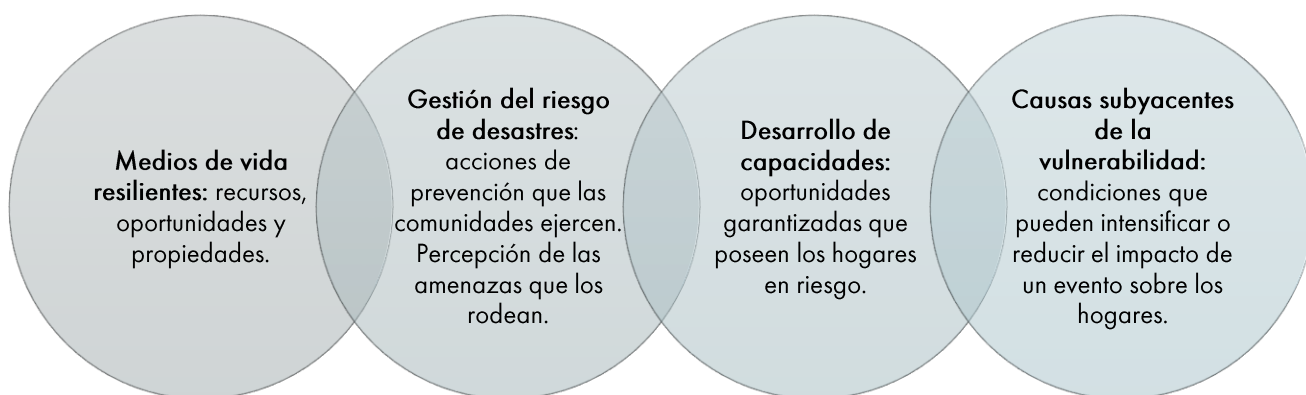 Medios de vida
resilientes: recursos,
oportunidades y
propiedades.
Gestión del riesgo
de desastres:
acciones de
prevención que las
comunidades ejercen.
Percepción de las
amenazas que los
rodean.
Desarrollo de
capacidades:
oportunidades
garantizadas que
poseen los hogares
en riesgo.
Causas subyacentes
de la
vulnerabilidad:
condiciones que
pueden intensificar o
reducir el impacto de
un evento sobre los
hogares.